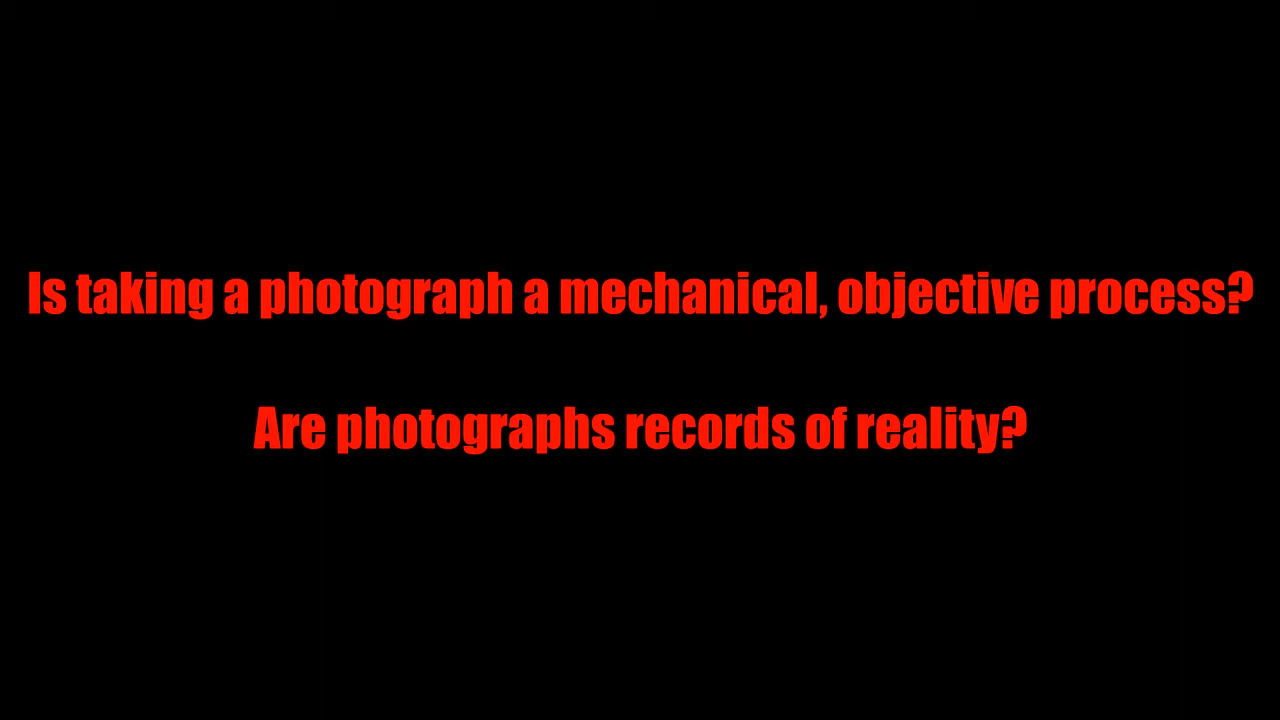 Is taking a photograph a mechanical, objective process?
Are photographs records of reality?